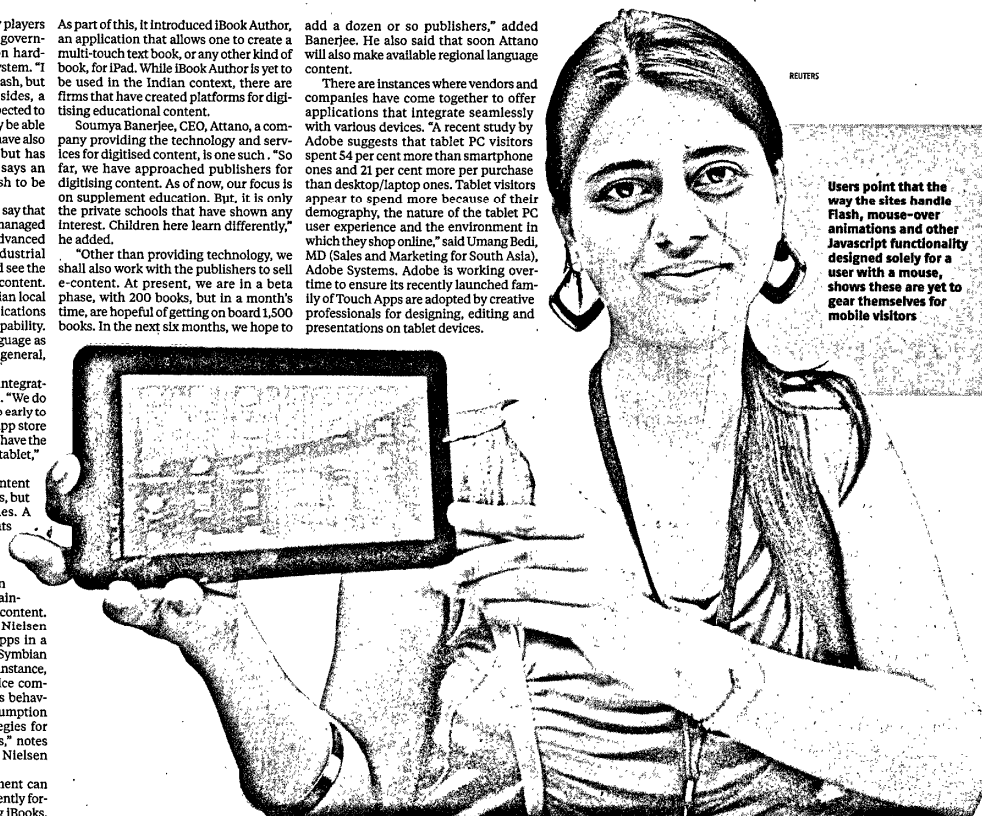 players
govern-
n hard-
stem. "I
ash, but
sides, a
ected to
y be able
have also
but has
says an
sh to be
say that
managed
dvanced
dustrial
d see the
content.
ian local
ications
pability.
guage as
general,
integrat-
. "We do
o early to
app store
have the
tablet,"
ntent
s, but
es. A
ts
n
ain-
content.
Nielsen
pps in a
Symbian
instance,
ice com-
s behav-
umption
egies for
s," notes
Nielsen
ment can
ently for-
iBooks.
As part of this, it introduced iBook Author,
an application that allows one to create a
multi-touch text book, or any other kind of
book, for iPad. While iBook Author is yet to
be used in the Indian context, there are
firms that have created platforms for digi-
tising educational content.
Soumya Banerjee, CEO, Attano, a com-
pany providing the technology and serv-
ices for digitised content, is one such . "So
far, we have approached publishers for
digitising content. As of now, our focus is
on supplement education. But, it is only
the private schools that have shown any
interest. Children here learn differently,"
he added.
"Other than providing technology, we
shall also work with the publishers to sell
e-content. At present, we are in a beta
phase, with 200 books, but in a month's
time, are hopeful of getting on board 1,500
books. In the next six months, we hope to
add a dozen or so publishers," added
Banerjee. He also said that soon Attano
will also make available regional language
content.
There are instances where vendors and
companies have come together to offer
applications that integrate seamlessly
with various devices. "A recent study by
Adobe suggests that tablet PC visitors
spent 54 per cent more than smartphone
ones and 21 per cent more per purchase
than desktop/laptop ones. Tablet visitors
appear to spend more because of their
demography, the nature of the tablet PC
user experience and the environment in
which they shop online," said Umang Bedi,
MD (Sales and Marketing for South Asia),
Adobe Systems. Adobe is working over-
time to ensure its recently launched fam-
ily of Touch Apps are adopted by creative
professionals for designing, editing and
presentations on tablet devices.
REUTERS
Users point that the
way the sites handle
Flash, mouse-over
animations and other
Javascript functionality
designed solely for a
user with a mouse,
shows these are yet to
gear themselves for
mobile visitors